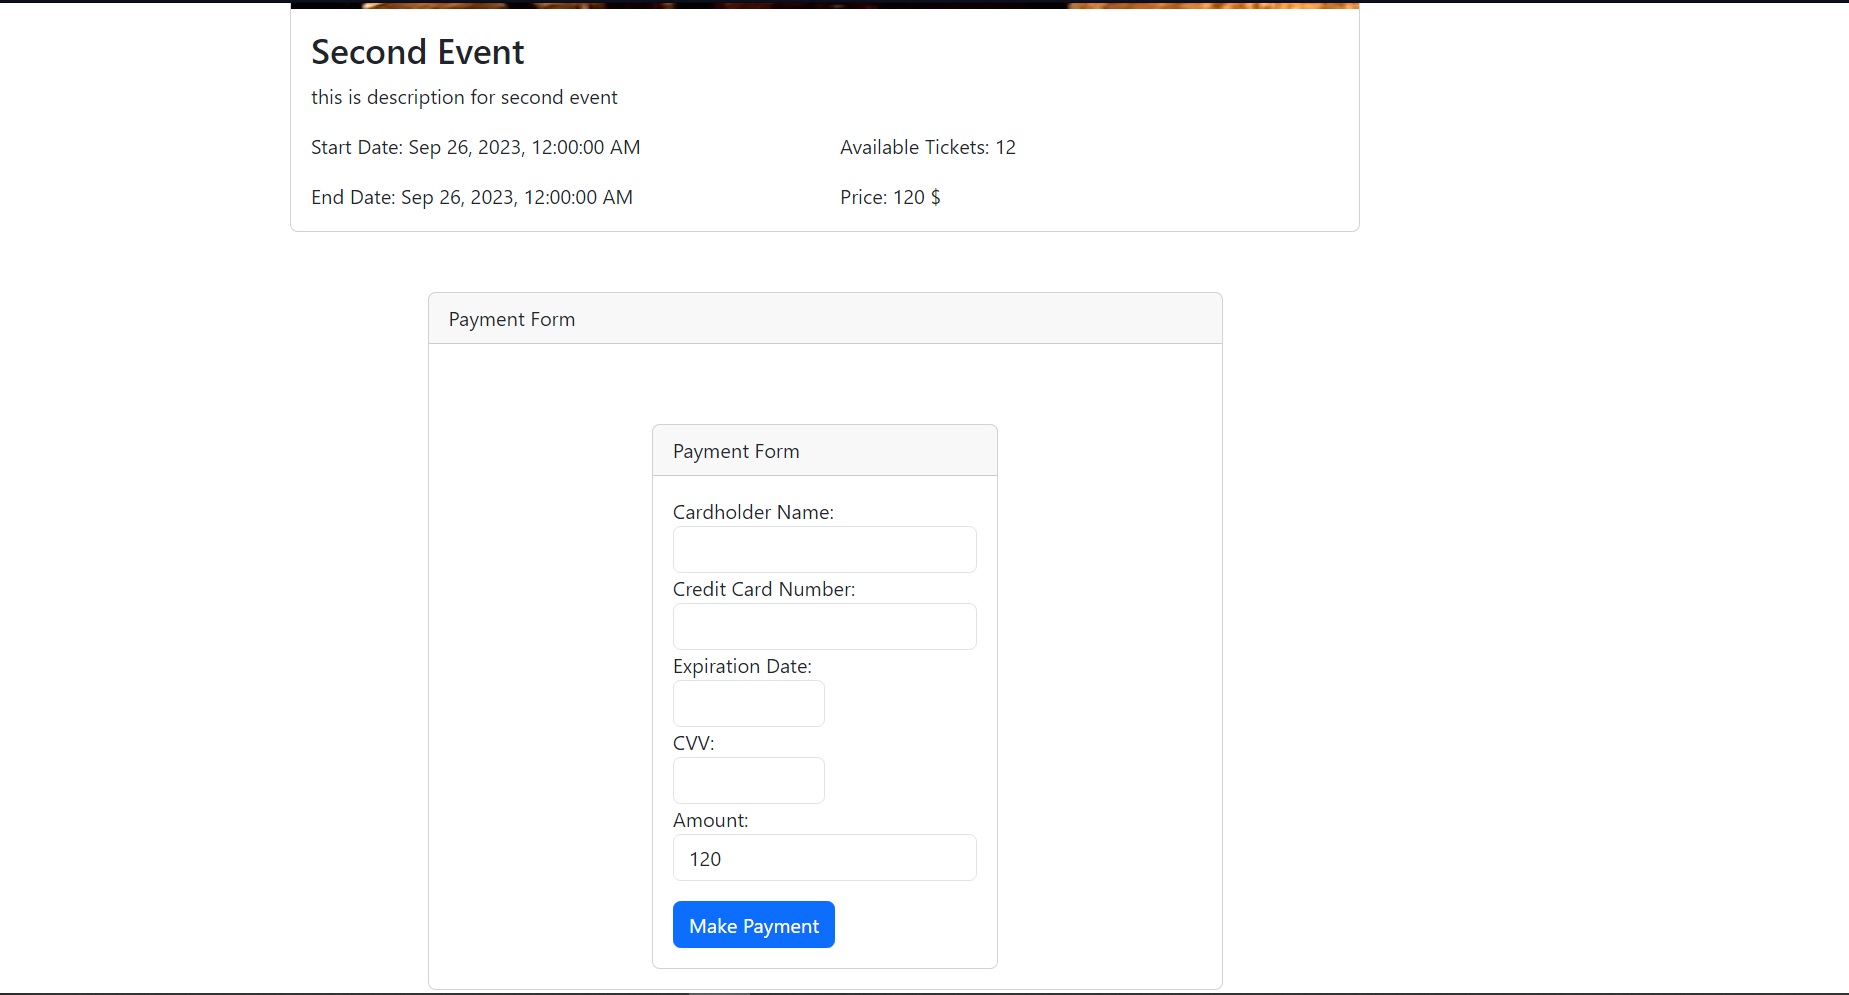 Second Event
this is description for second event
Start Date: Sep 26, 2023, 12:00:00 AM
Available Tickets: 12
End Date: Sep 26, 2023, 12:00:00 AM
Price: 120 $
Payment Form
Payment Form
Cardholder Name:
Credit Card Number:
Expiration Date:
CVV:
Amount:
120
Make Payment